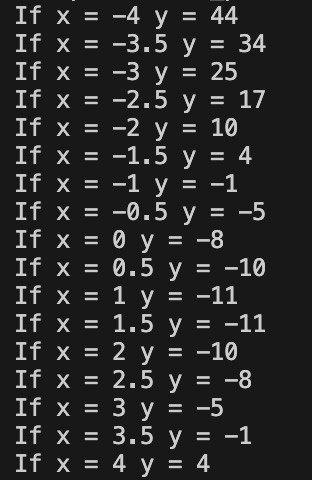 If x = -4 y = 44
If x = -3.5 y = 34
If x = -3 y = 25
If x = -2.5 y = 17
If x = -2 y = 10
If x = -1.5 y = 4
If x = -1 y = -1
If x = -0.5 y = -5
If x = 0 y = -8
If x = 0.5 y = -10
If x = 1 y = -11
If x = 1.5 y = -11
If x = 2 y = -10
If x = 2.5 y = -8
If x = 3 y = -5
If x = 3.5 y = -1
If x = 4 y = 4